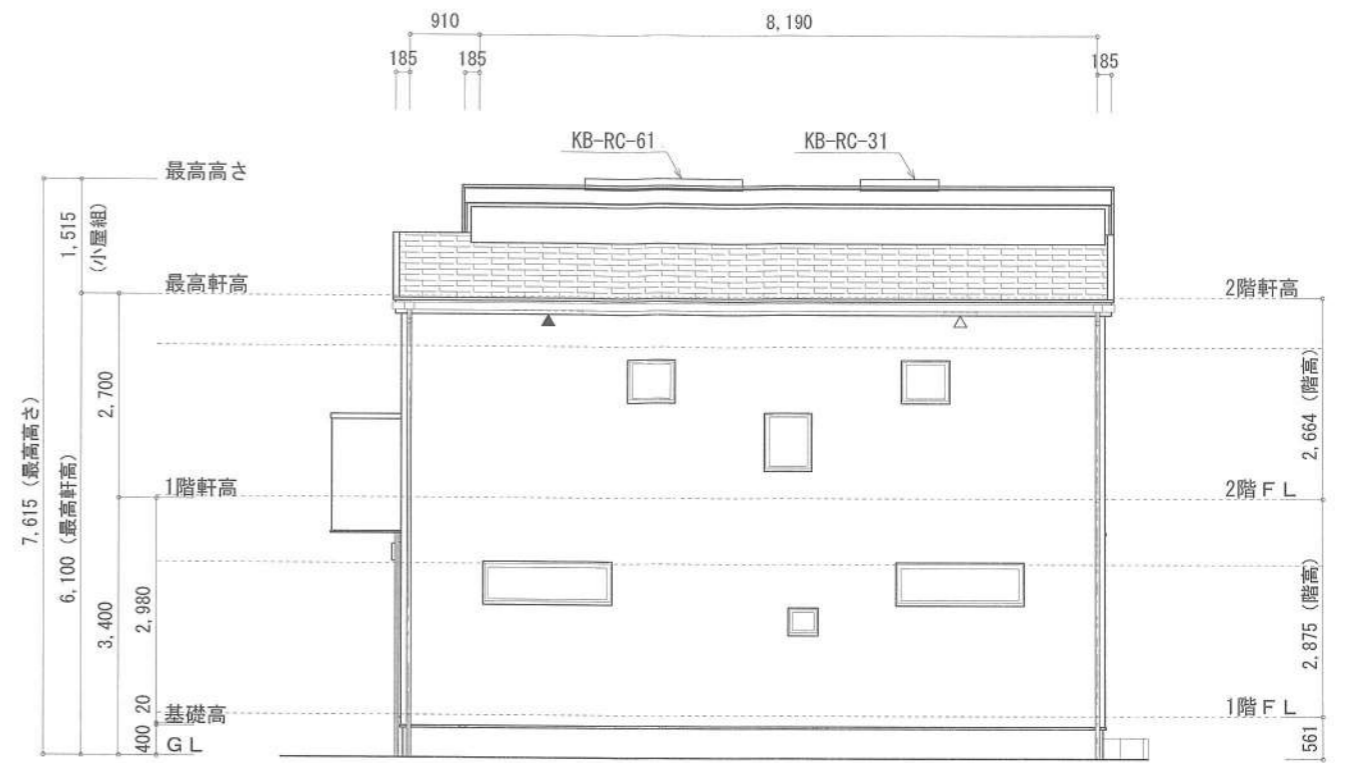 910
8,190
185
185
185
KB-RC-61
KB-RC-31
最高高さ
1,515
(小屋組)
最高軒高
2階軒高
2,700
2,664 (階高)
7,615 (最高高さ)
6,100 (最高軒高)
1階軒高
2階ＦＬ
3,400
2,980
2,875 (階高)
20
基礎高
1階ＦＬ
400
ＧＬ
561